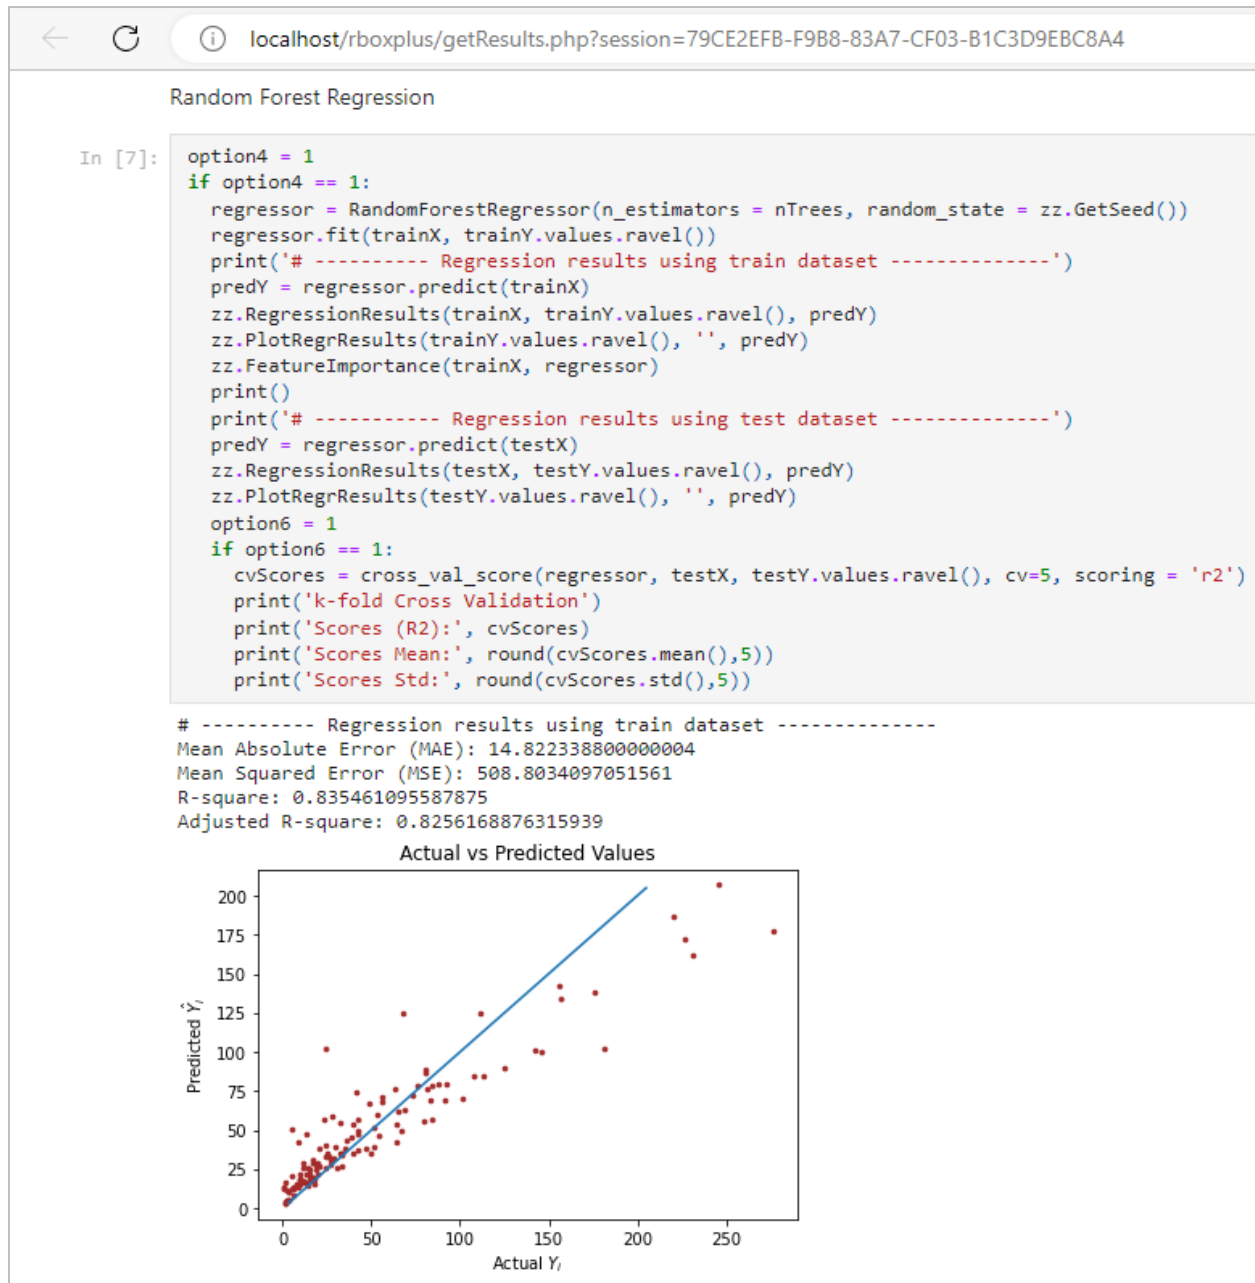 localhost/rboxplus/getResults.php?session=79CE2EFB-F9B8-83A7-CF03-B1C3D9EBC8A4
Random Forest Regression
In [7]:
option4 = 1
if option4 == 1:
  regressor = RandomForestRegressor(n_estimators = nTrees, random_state = zz.GetSeed())
  regressor.fit(trainX, trainY.values.ravel())
  print('# ---------- Regression results using train dataset --------------')
  predY = regressor.predict(trainX)
  zz.RegressionResults(trainX, trainY.values.ravel(), predY)
  zz.PlotRegrResults(trainY.values.ravel(), '', predY)
  zz.FeatureImportance(trainX, regressor)
  print()
  print('# ----------- Regression results using test dataset --------------')
  predY = regressor.predict(testX)
  zz.RegressionResults(testX, testY.values.ravel(), predY)
  zz.PlotRegrResults(testY.values.ravel(), '', predY)
  option6 = 1
  if option6 == 1:
    cvScores = cross_val_score(regressor, testX, testY.values.ravel(), cv=5, scoring = 'r2')
    print('k-fold Cross Validation')
    print('Scores (R2):', cvScores)
    print('Scores Mean:', round(cvScores.mean(),5))
    print('Scores Std:', round(cvScores.std(),5))
# ---------- Regression results using train dataset --------------
Mean Absolute Error (MAE): 14.822338800000004
Mean Squared Error (MSE): 508.8034097051561
R-square: 0.835461095587875
Adjusted R-square: 0.8256168876315939
Actual vs Predicted Values
200
175
150
125
100
75
50
25
0
Predicted Ŷᵢ
0 50 100 150 200 250
Actual Yᵢ